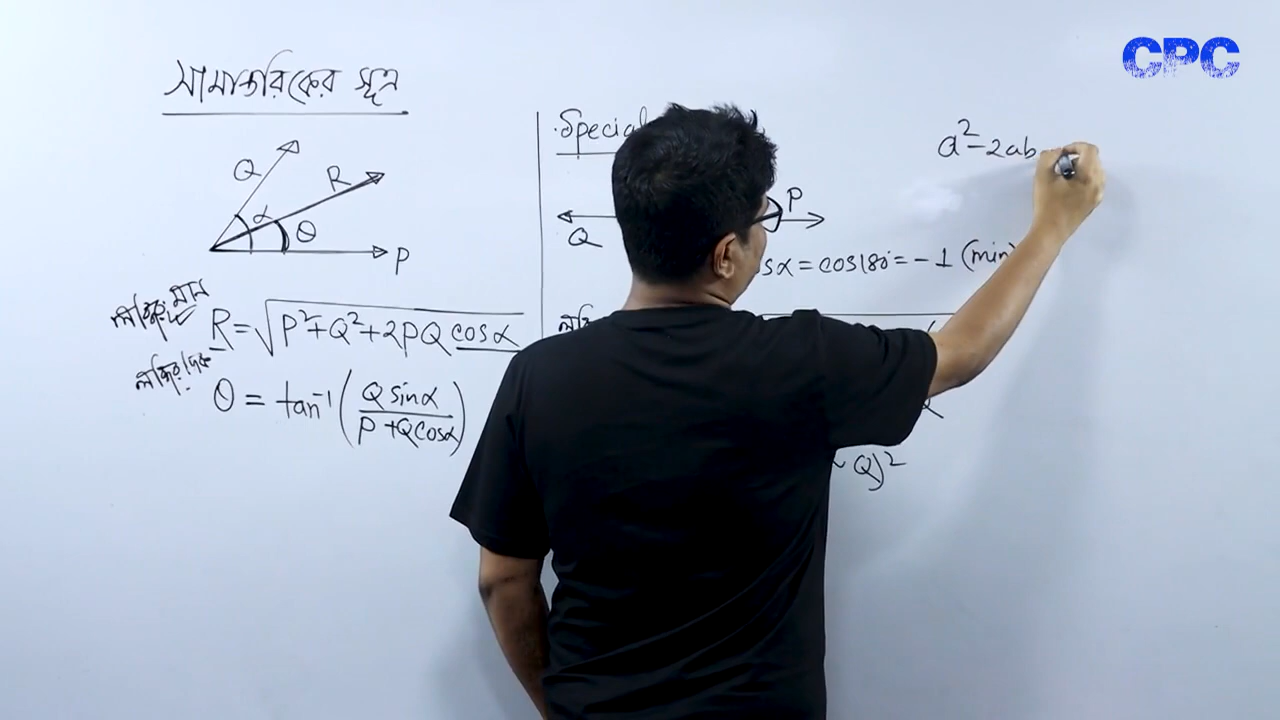 CPC
সামান্তরিকের সূত্র
Q
R
α
θ
P
লব্ধির মান
R = √P²+Q²+2PQ cosα
লব্ধির দিক
θ = tan⁻¹ (Q sinα / P + Q cosα)
Special
Q
P
sα = cos180° = -1 (min)
~ Q)²
a² - 2ab